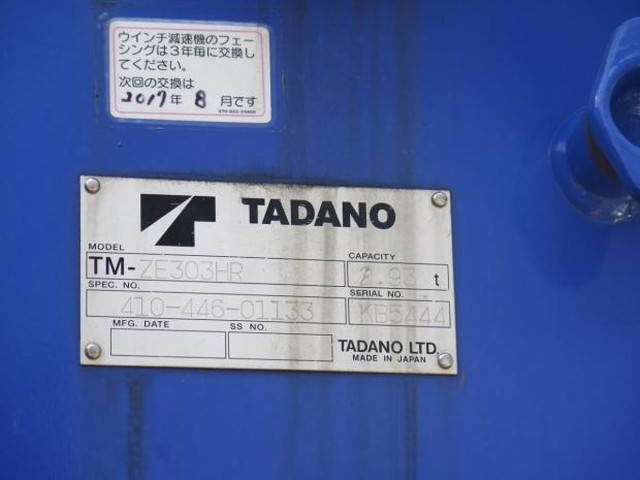 ウインチ減速機のフェー
シングは3年毎に交換し
てください。
次回の交換は
2017年 8 月です
TADANO
MODEL
CAPACITY
TM-ZE303HR
2.93 t
SPEC. NO.
SERIAL NO.
410-446-01133
KB5444
MFG. DATE
SS NO.
TADANO LTD.
MADE IN JAPAN